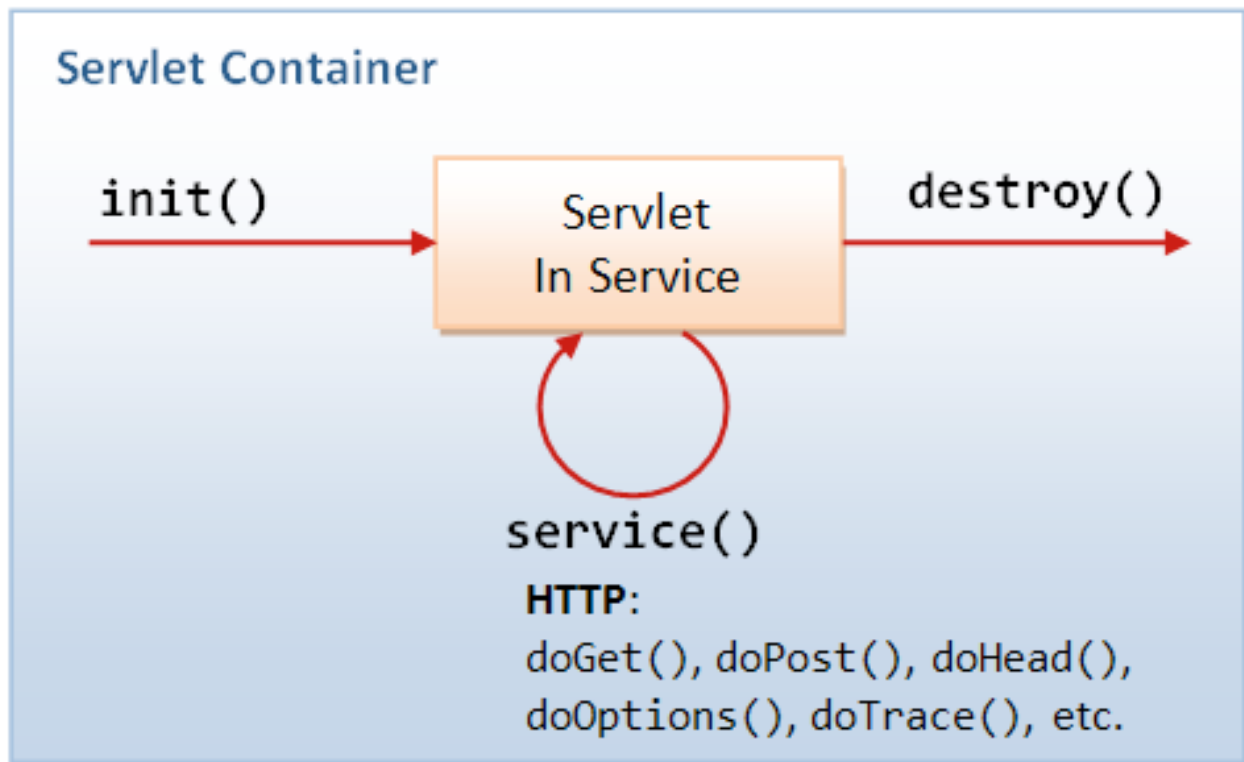 Servlet Container
init()
Servlet
In Service
destroy()
service()
HTTP:
doGet(), doPost(), doHead(),
doOptions(), doTrace(), etc.